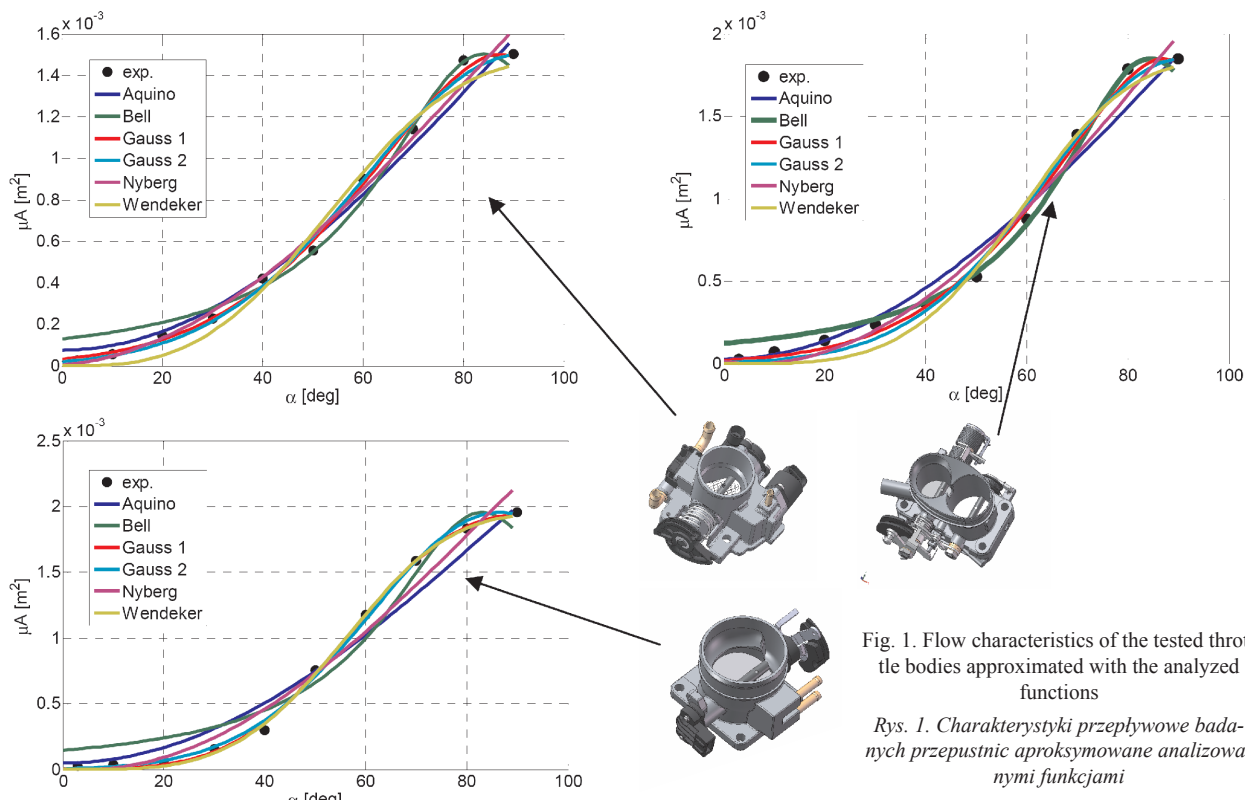 x 10-3
1.6
1.4
1.2
1
0.8
0.6
0.4
0.2
0
µA [m2]
exp.
Aquino
Bell
Gauss 1
Gauss 2
Nyberg
Wendeker
0 20 40 60 80 100
α [deg]
x 10-3
2
1.5
1
0.5
0
µA [m2]
exp.
Aquino
Bell
Gauss 1
Gauss 2
Nyberg
Wendeker
0 20 40 60 80 100
α [deg]
x 10-3
2.5
2
1.5
1
0.5
0
µA [m2]
exp.
Aquino
Bell
Gauss 1
Gauss 2
Nyberg
Wendeker
0 20 40 60 80 100
α [deg]
Fig. 1. Flow characteristics of the tested throt
tle bodies approximated with the analyzed
functions
Rys. 1. Charakterystyki przepływowe bada-
nych przepustnic aproksymowane analizowa
nymi funkcjami